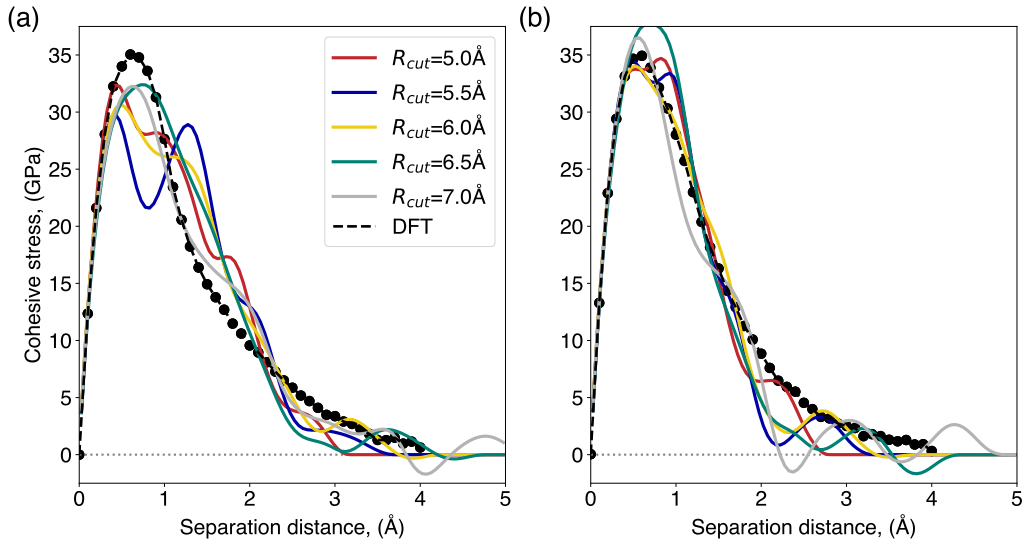 (a)
(b)
Cohesive stress, (GPa)
35
30
25
20
15
10
5
0
R_cut=5.0Å
R_cut=5.5Å
R_cut=6.0Å
R_cut=6.5Å
R_cut=7.0Å
DFT
0 1 2 3 4 5
Separation distance, (Å)
35
30
25
20
15
10
5
0
0 1 2 3 4 5
Separation distance, (Å)